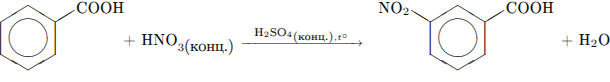 COOH + HNO₃(конц.) H₂SO₄(конц.),t° NO₂ COOH + H₂O